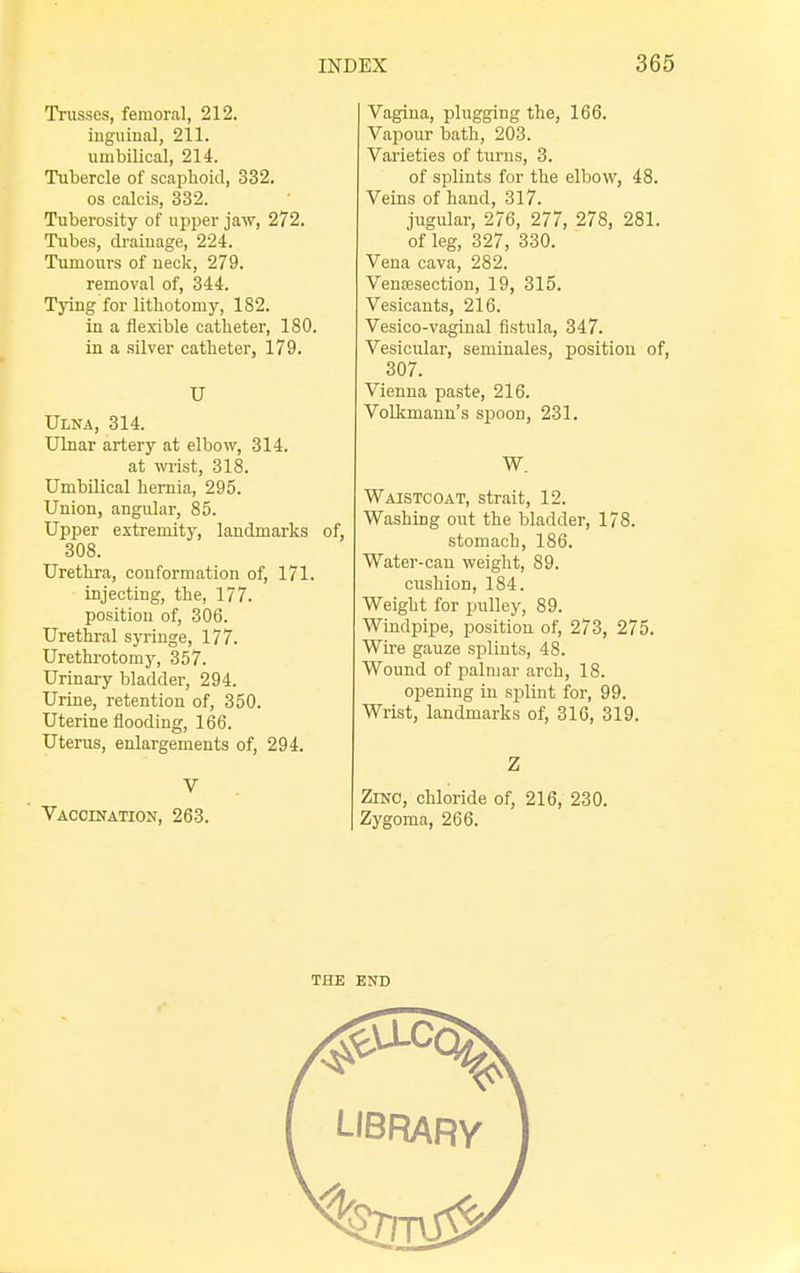 INDEX 365
Trusses, femoral, 212.
inguinal, 211.
umbilical, 214.
Tubercle of scaphoid, 332.
os calcis, 332.
Tuberosity of upper jaw, 272.
Tubes, drainage, 224.
Tumours of neck, 279.
removal of, 344.
Tying for lithotomy, 182.
in a flexible catheter, 180.
in a silver catheter, 179.
U
ULNA, 314.
Ulnar artery at elbow, 314.
at wrist, 318.
Umbilical hernia, 295.
Union, angular, 85.
Upper extremity, landmarks of,
308.
Urethra, conformation of, 171.
injecting, the, 177.
position of, 306.
Urethral syringe, 177.
Urethrotomy, 357.
Urinary bladder, 294.
Urine, retention of, 350.
Uterine flooding, 166.
Uterus, enlargements of, 294.
V
VACCINATION, 263.
Vagina, plugging the, 166.
Vapour bath, 203.
Varieties of turns, 3.
of splints for the elbow, 48.
Veins of hand, 317.
jugular, 276, 277, 278, 281.
of leg, 327, 330.
Vena cava, 282.
Venæsection, 19, 315.
Vesicants, 216.
Vesico-vaginal fistula, 347.
Vesicular, seminales, position of,
307.
Vienna paste, 216.
Volkmann's spoon, 231.
W.
WAISTCOAT, strait, 12.
Washing out the bladder, 178.
stomach, 186.
Water-can weight, 89.
cushion, 184.
Weight for pulley, 89.
Windpipe, position of, 273, 275.
Wire gauze splints, 48.
Wound of palmar arch, 18.
opening in splint for, 99.
Wrist, landmarks of, 316, 319.
Z
ZINC, chloride of, 216, 230.
Zygoma, 266.
THE END
WELLCOME
LIBRARY
INSTITUTE